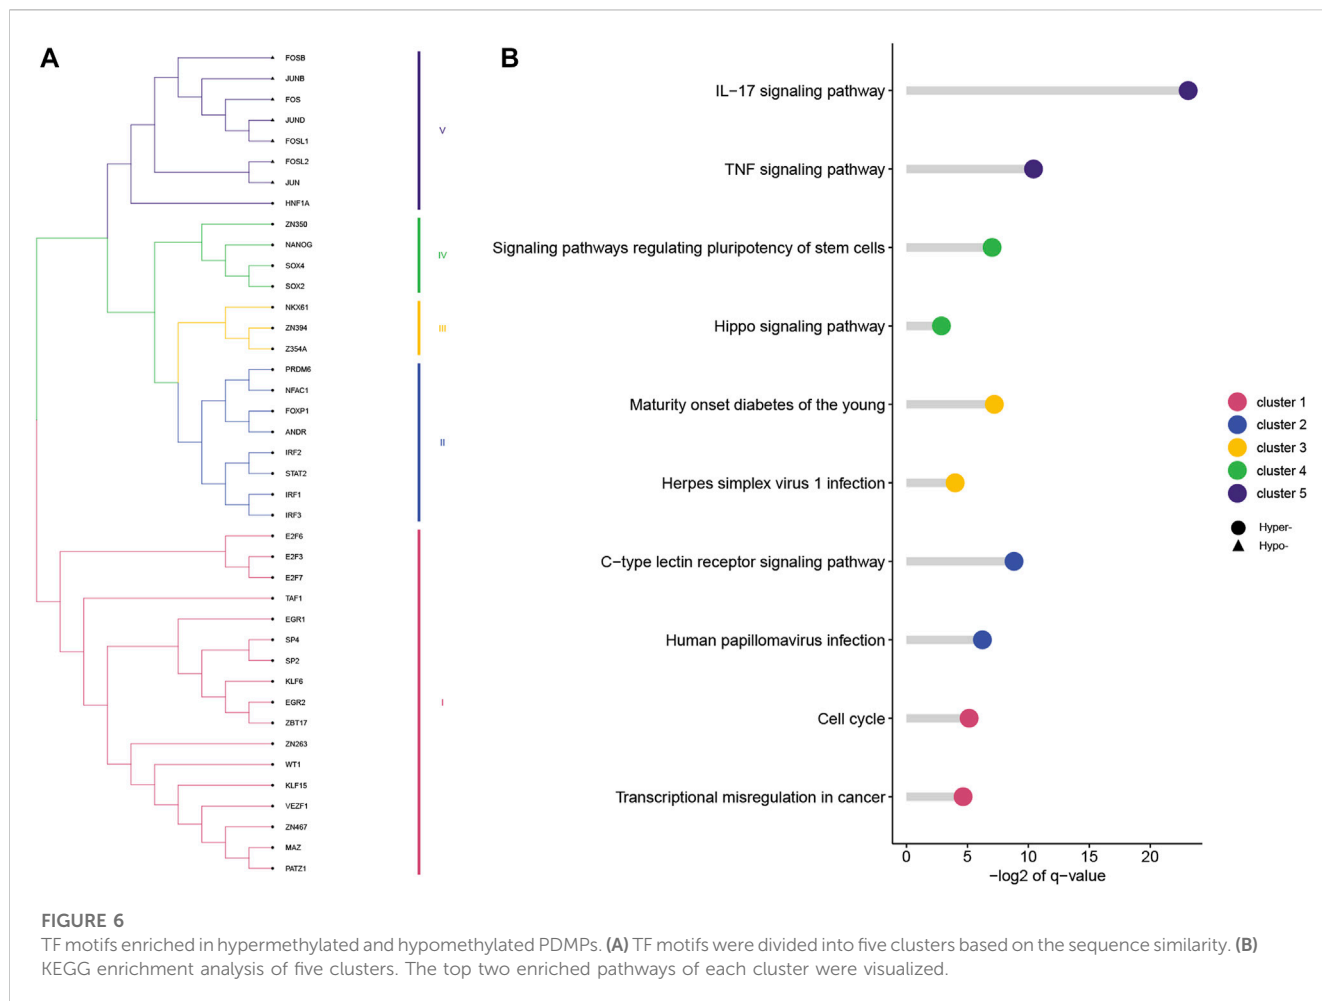 A
FOSB
JUNB
FOS
JUND
FOSL1
FOSL2
JUN
HNF1A
ZN350
NANOG
SOX4
SOX2
NKX61
ZN394
Z354A
PRDM6
NFAC1
FOXP1
ANDR
IRF2
STAT2
IRF1
IRF3
E2F6
E2F3
E2F7
TAF1
EGR1
SP4
SP2
KLF6
EGR2
ZBT17
ZN263
WT1
KLF15
VEZF1
ZN467
MAZ
PATZ1
V
IV
III
II
I
B
IL−17 signaling pathway
TNF signaling pathway
Signaling pathways regulating pluripotency of stem cells
Hippo signaling pathway
Maturity onset diabetes of the young
Herpes simplex virus 1 infection
C−type lectin receptor signaling pathway
Human papillomavirus infection
Cell cycle
Transcriptional misregulation in cancer
0 5 10 15 20
−log2 of q−value
cluster 1
cluster 2
cluster 3
cluster 4
cluster 5
Hyper-
Hypo-
FIGURE 6
TF motifs enriched in hypermethylated and hypomethylated PDMPs. (A) TF motifs were divided into five clusters based on the sequence similarity. (B)
KEGG enrichment analysis of five clusters. The top two enriched pathways of each cluster were visualized.